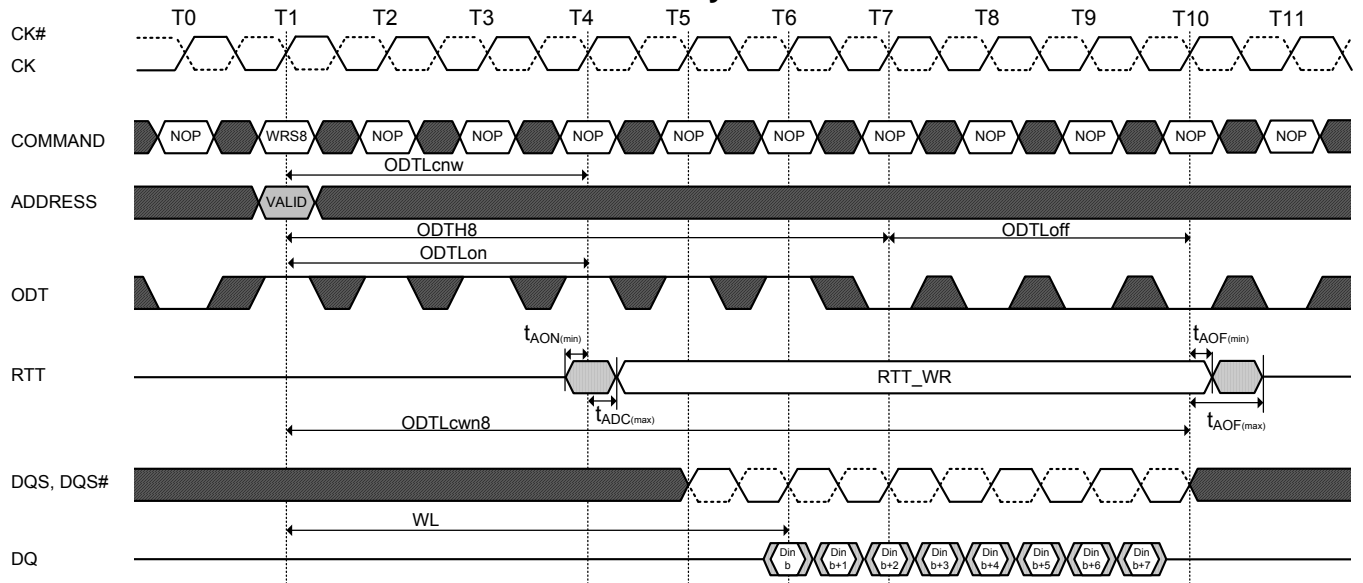 T0 T1 T2 T3 T4 T5 T6 T7 T8 T9 T10 T11
CK#
CK
COMMAND NOP WRS8 NOP NOP NOP NOP NOP NOP NOP NOP NOP NOP
ODTLcnw
ADDRESS VALID
ODTH8 ODTLoff
ODTLon
ODT
tAON(min) tAOF(min)
RTT RTT_WR
tADC(max) tAOF(max)
ODTLcwn8
DQS, DQS#
WL
DQ Din b Din b+1 Din b+2 Din b+3 Din b+4 Din b+5 Din b+6 Din b+7